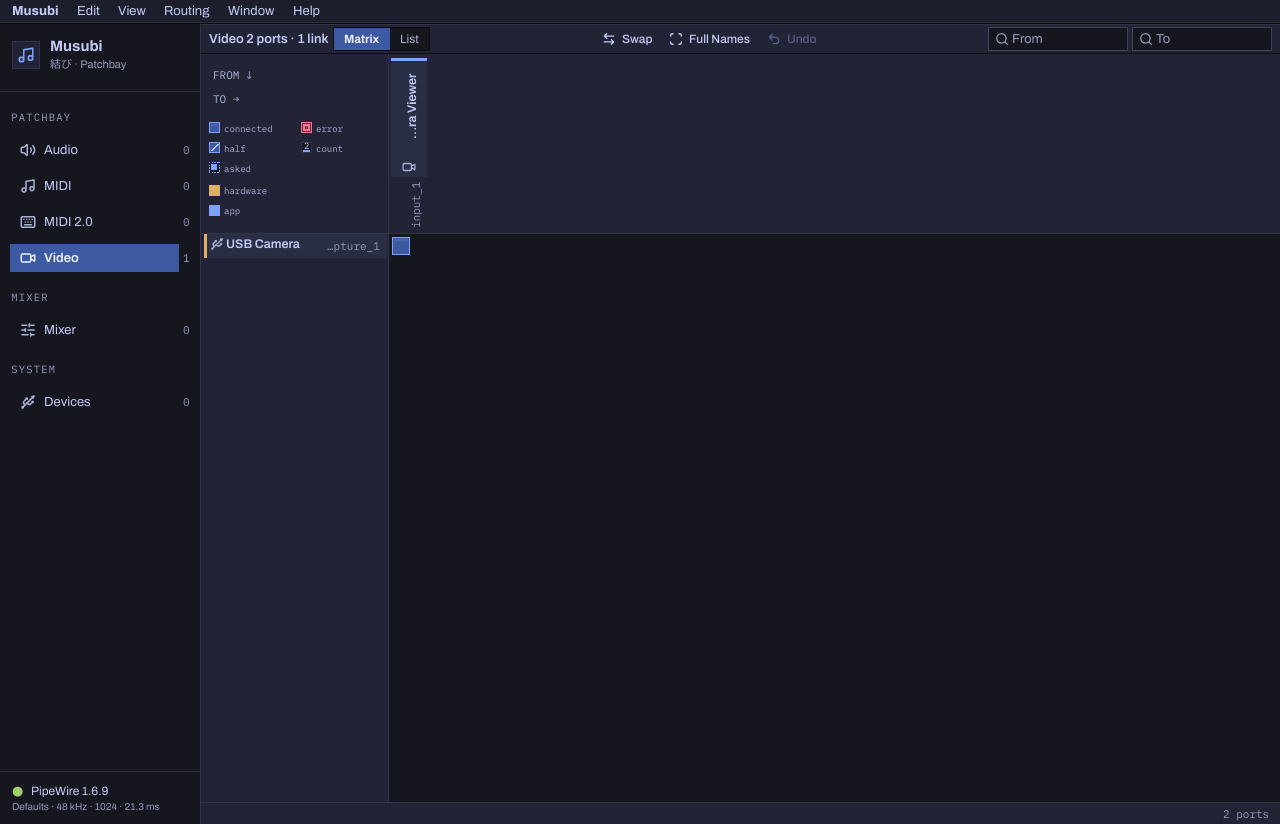 Musubi Edit View Routing Window Help
Musubi
結び · Patchbay
PATCHBAY
Audio 0
MIDI 0
MIDI 2.0 0
Video 1
MIXER
Mixer 0
SYSTEM
Devices 0
PipeWire 1.6.9
Defaults · 48 kHz · 1024 · 21.3 ms
Video 2 ports · 1 link Matrix List Swap Full Names Undo From To
FROM ↓
TO →
connected error
half 2 count
asked
hardware
app
…ra Viewer
input_1
USB Camera …pture_1
2 ports